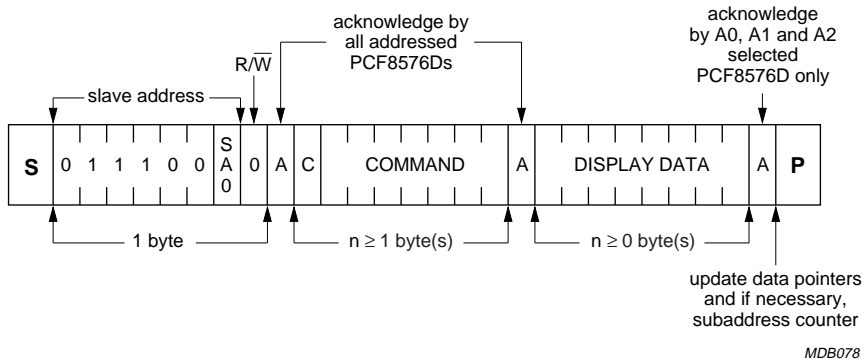 acknowledge by
all addressed
PCF8576Ds
acknowledge
by A0, A1 and A2
selected
PCF8576D only
R/W̅
slave address
S 0 1 1 1 0 0 SA0 0 A C COMMAND A DISPLAY DATA A P
1 byte
n ≥ 1 byte(s)
n ≥ 0 byte(s)
update data pointers
and if necessary,
subaddress counter
MDB078